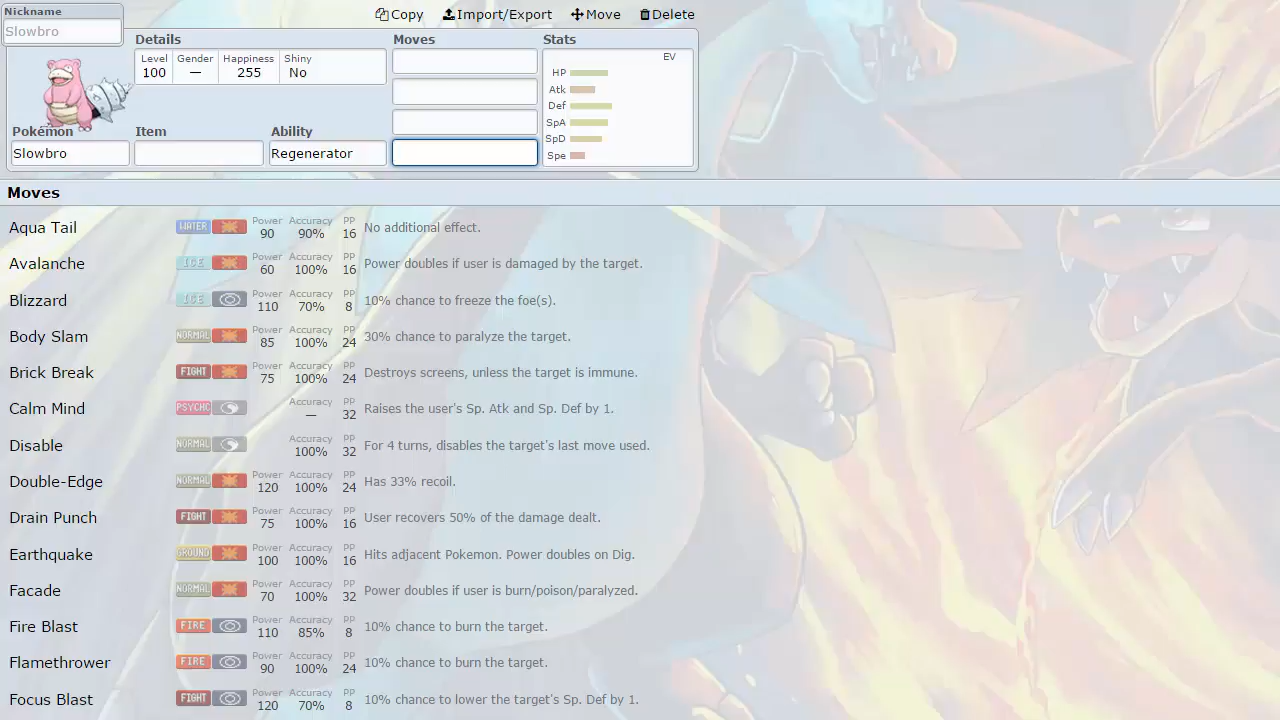 Nickname
Slowbro
Copy Import/Export Move Delete
Details Moves Stats
Level Gender Happiness Shiny
100 — 255 No
EV
HP
Atk
Def
SpA
SpD
Spe
Pokémon Item Ability
Slowbro Regenerator
Moves
Aqua Tail WATER Power 90 Accuracy 90% PP 16 No additional effect.
Avalanche ICE Power 60 Accuracy 100% PP 16 Power doubles if user is damaged by the target.
Blizzard ICE Power 110 Accuracy 70% PP 8 10% chance to freeze the foe(s).
Body Slam NORMAL Power 85 Accuracy 100% PP 24 30% chance to paralyze the target.
Brick Break FIGHT Power 75 Accuracy 100% PP 24 Destroys screens, unless the target is immune.
Calm Mind PSYCHC Accuracy — PP 32 Raises the user's Sp. Atk and Sp. Def by 1.
Disable NORMAL Accuracy 100% PP 32 For 4 turns, disables the target's last move used.
Double-Edge NORMAL Power 120 Accuracy 100% PP 24 Has 33% recoil.
Drain Punch FIGHT Power 75 Accuracy 100% PP 16 User recovers 50% of the damage dealt.
Earthquake GROUND Power 100 Accuracy 100% PP 16 Hits adjacent Pokemon. Power doubles on Dig.
Facade NORMAL Power 70 Accuracy 100% PP 32 Power doubles if user is burn/poison/paralyzed.
Fire Blast FIRE Power 110 Accuracy 85% PP 8 10% chance to burn the target.
Flamethrower FIRE Power 90 Accuracy 100% PP 24 10% chance to burn the target.
Focus Blast FIGHT Power 120 Accuracy 70% PP 8 10% chance to lower the target's Sp. Def by 1.